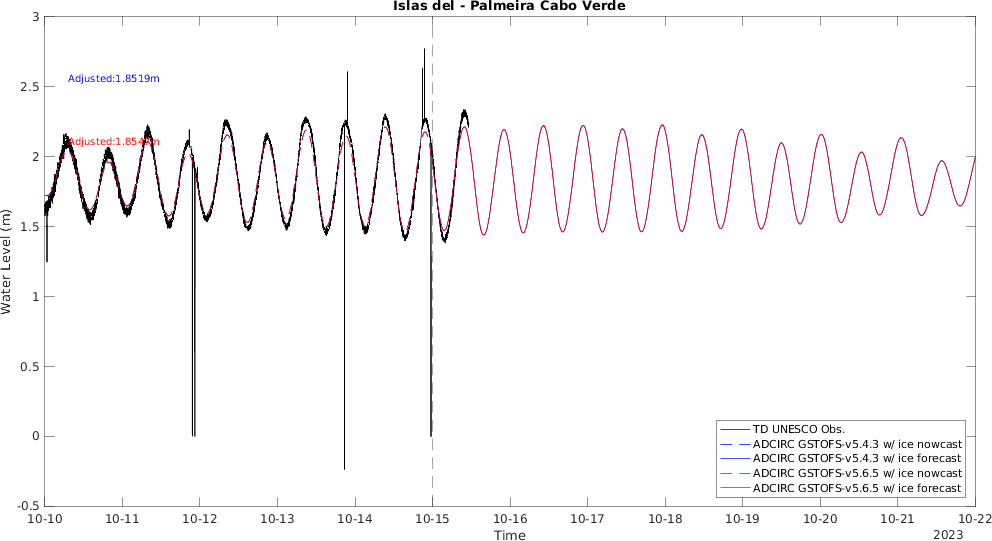 Islas del - Palmeira Cabo Verde
3
2.5
2
1.5
1
0.5
0
-0.5
Water Level (m)
Adjusted:1.8519m
10-10
10-11
10-12
10-13
10-14
10-15
10-16
10-17
10-18
10-19
10-20
10-21
10-22
Time
2023
TD UNESCO Obs.
ADCIRC GSTOFS-v5.4.3 w/ ice nowcast
ADCIRC GSTOFS-v5.4.3 w/ ice forecast
ADCIRC GSTOFS-v5.6.5 w/ ice nowcast
ADCIRC GSTOFS-v5.6.5 w/ ice forecast